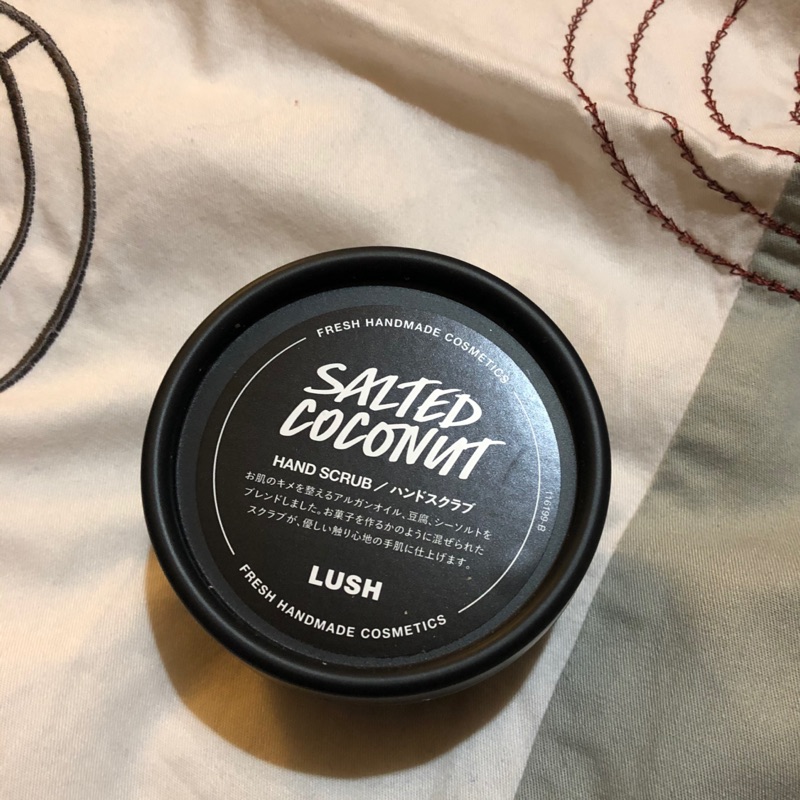 FRESH HANDMADE COSMETICS
SALTED
COCONUT
HAND SCRUB／ハンドスクラブ
お肌のキメを整えるアルガンオイル、豆腐、シーソルトを
ブレンドしました。お菓子を作るかのように混ぜられた
スクラブが、優しい触り心地の手肌に仕上げます。
LUSH
FRESH HANDMADE COSMETICS
116199-B